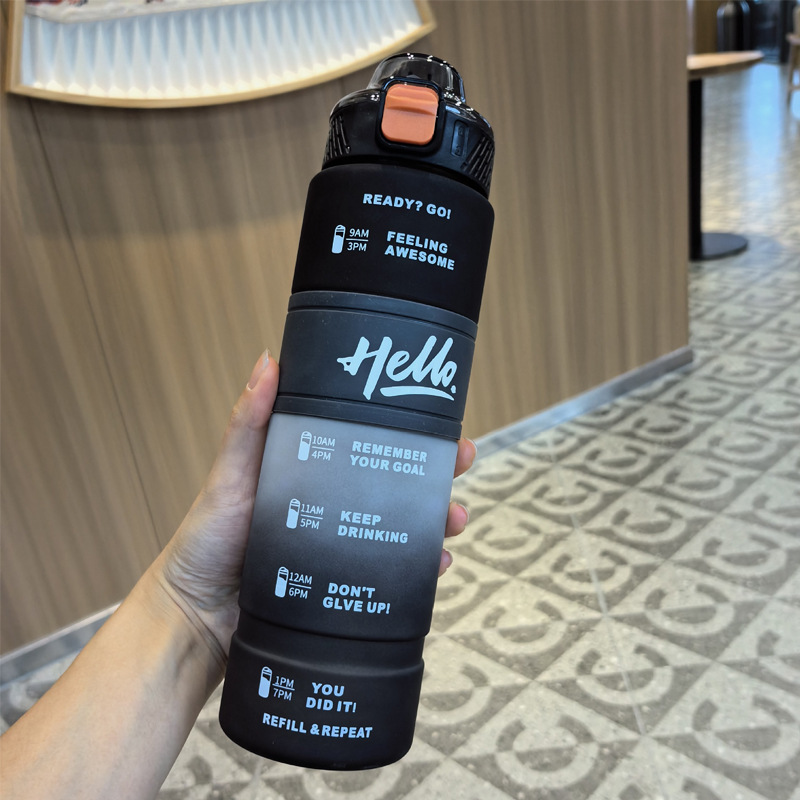 READY? GO!
9AM
3PM
FEELING
AWESOME
Hello.
10AM
4PM
REMEMBER
YOUR GOAL
11AM
5PM
KEEP
DRINKING
12AM
6PM
DON'T
GLVE UP!
1PM
7PM
YOU
DID IT!
REFILL & REPEAT